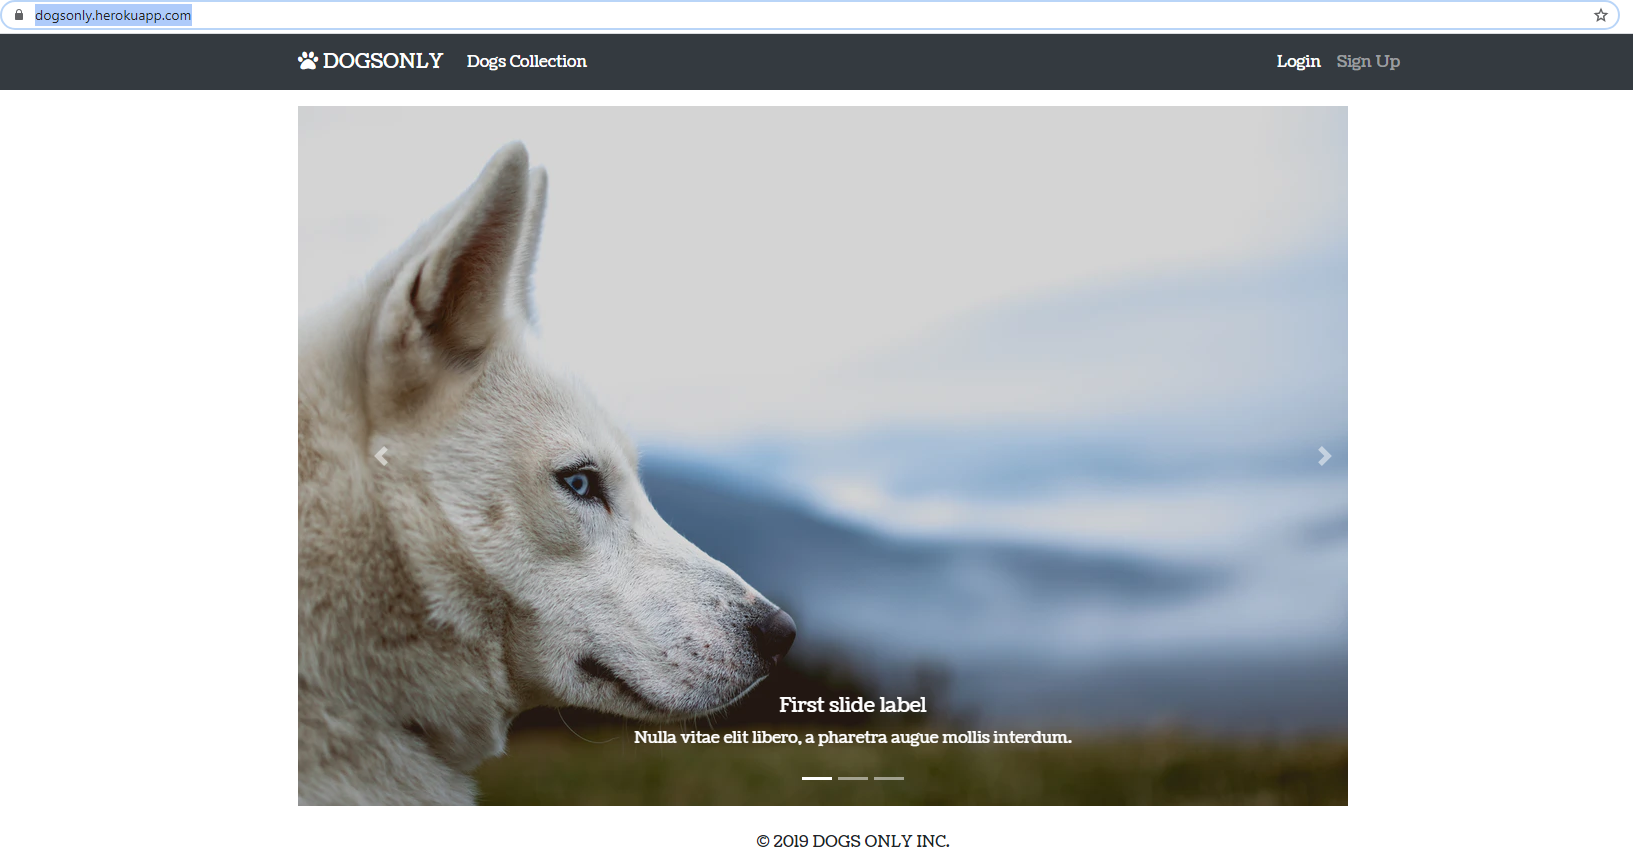 dogsonly.herokuapp.com
DOGSONLY Dogs Collection Login Sign Up
First slide label
Nulla vitae elit libero, a pharetra augue mollis interdum.
© 2019 DOGS ONLY INC.